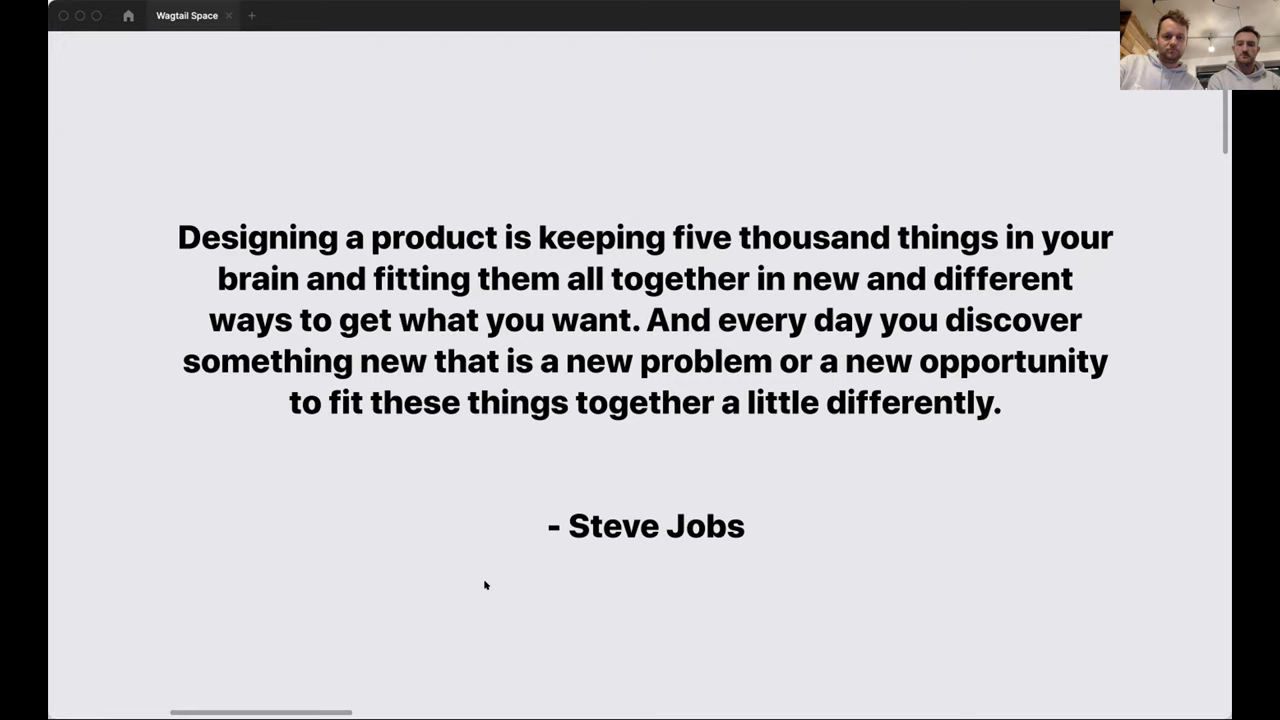 Wagtail Space
Designing a product is keeping five thousand things in your
brain and fitting them all together in new and different
ways to get what you want. And every day you discover
something new that is a new problem or a new opportunity
to fit these things together a little differently.
- Steve Jobs